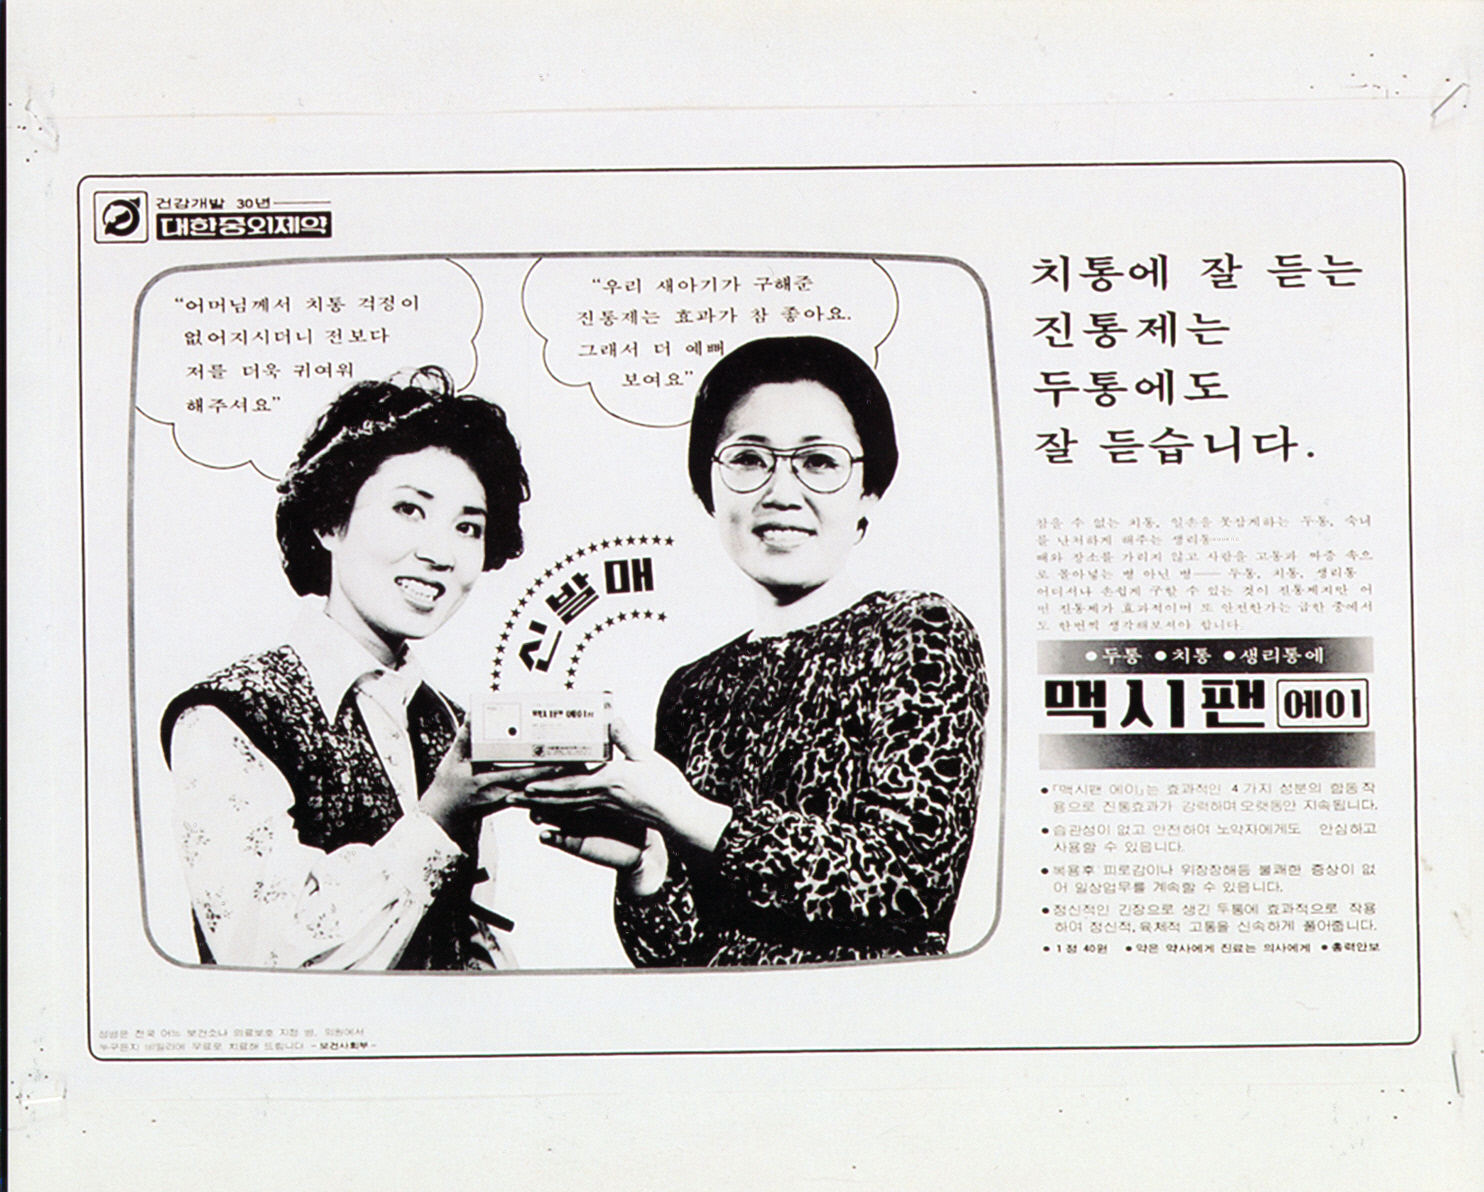 건강개발 30년
대한중외제약
“어머님께서 치통 걱정이
없어지시더니 전보다
저를 더욱 귀여워
해주셔요”
“우리 새아기가 구해준
진통제는 효과가 참 좋아요.
그래서 더 예뻐
보여요”
신발매
맥시팬 에이정
치통에 잘 듣는
진통제는
두통에도
잘 듣습니다.
참을 수 없는 치통, 일손을 못잡게하는 두통, 숙녀
를 난처하게 해주는 생리통……
때와 장소를 가리지 않고 사람을 고통과 짜증 속으
로 몰아넣는 병 아닌 병── 두통, 치통, 생리통
어디서나 손쉽게 구할 수 있는 것이 진통제지만 어
떤 진통제가 효과적이며 또 안전한가는 급한 중에서
도 한번쩍 생각해보셔야 합니다.
●두통 ●치통 ●생리통에
맥시팬 에이
●「맥시팬 에이」는 효과적인 4가지 성분의 협동작
용으로 진통효과가 강력하며 오랫동안 지속됩니다.
●습관성이 없고 안전하여 노약자에게도 안심하고
사용할 수 있읍니다.
●복용후 피로감이나 위장장해등 불쾌한 증상이 없
어 일상업무를 계속할 수 있읍니다.
●정신적인 긴장으로 생긴 두통에 효과적으로 작용
하여 정신적, 육체적 고통을 신속하게 풀어줍니다.
●1정 40원 ●약은 약사에게 진료는 의사에게 ●총력안보
성병은 전국 어느 보건소나 의료보호 지정 병, 의원에서
누구든지 비밀리에 무료로 치료해 드립니다 -보건사회부-